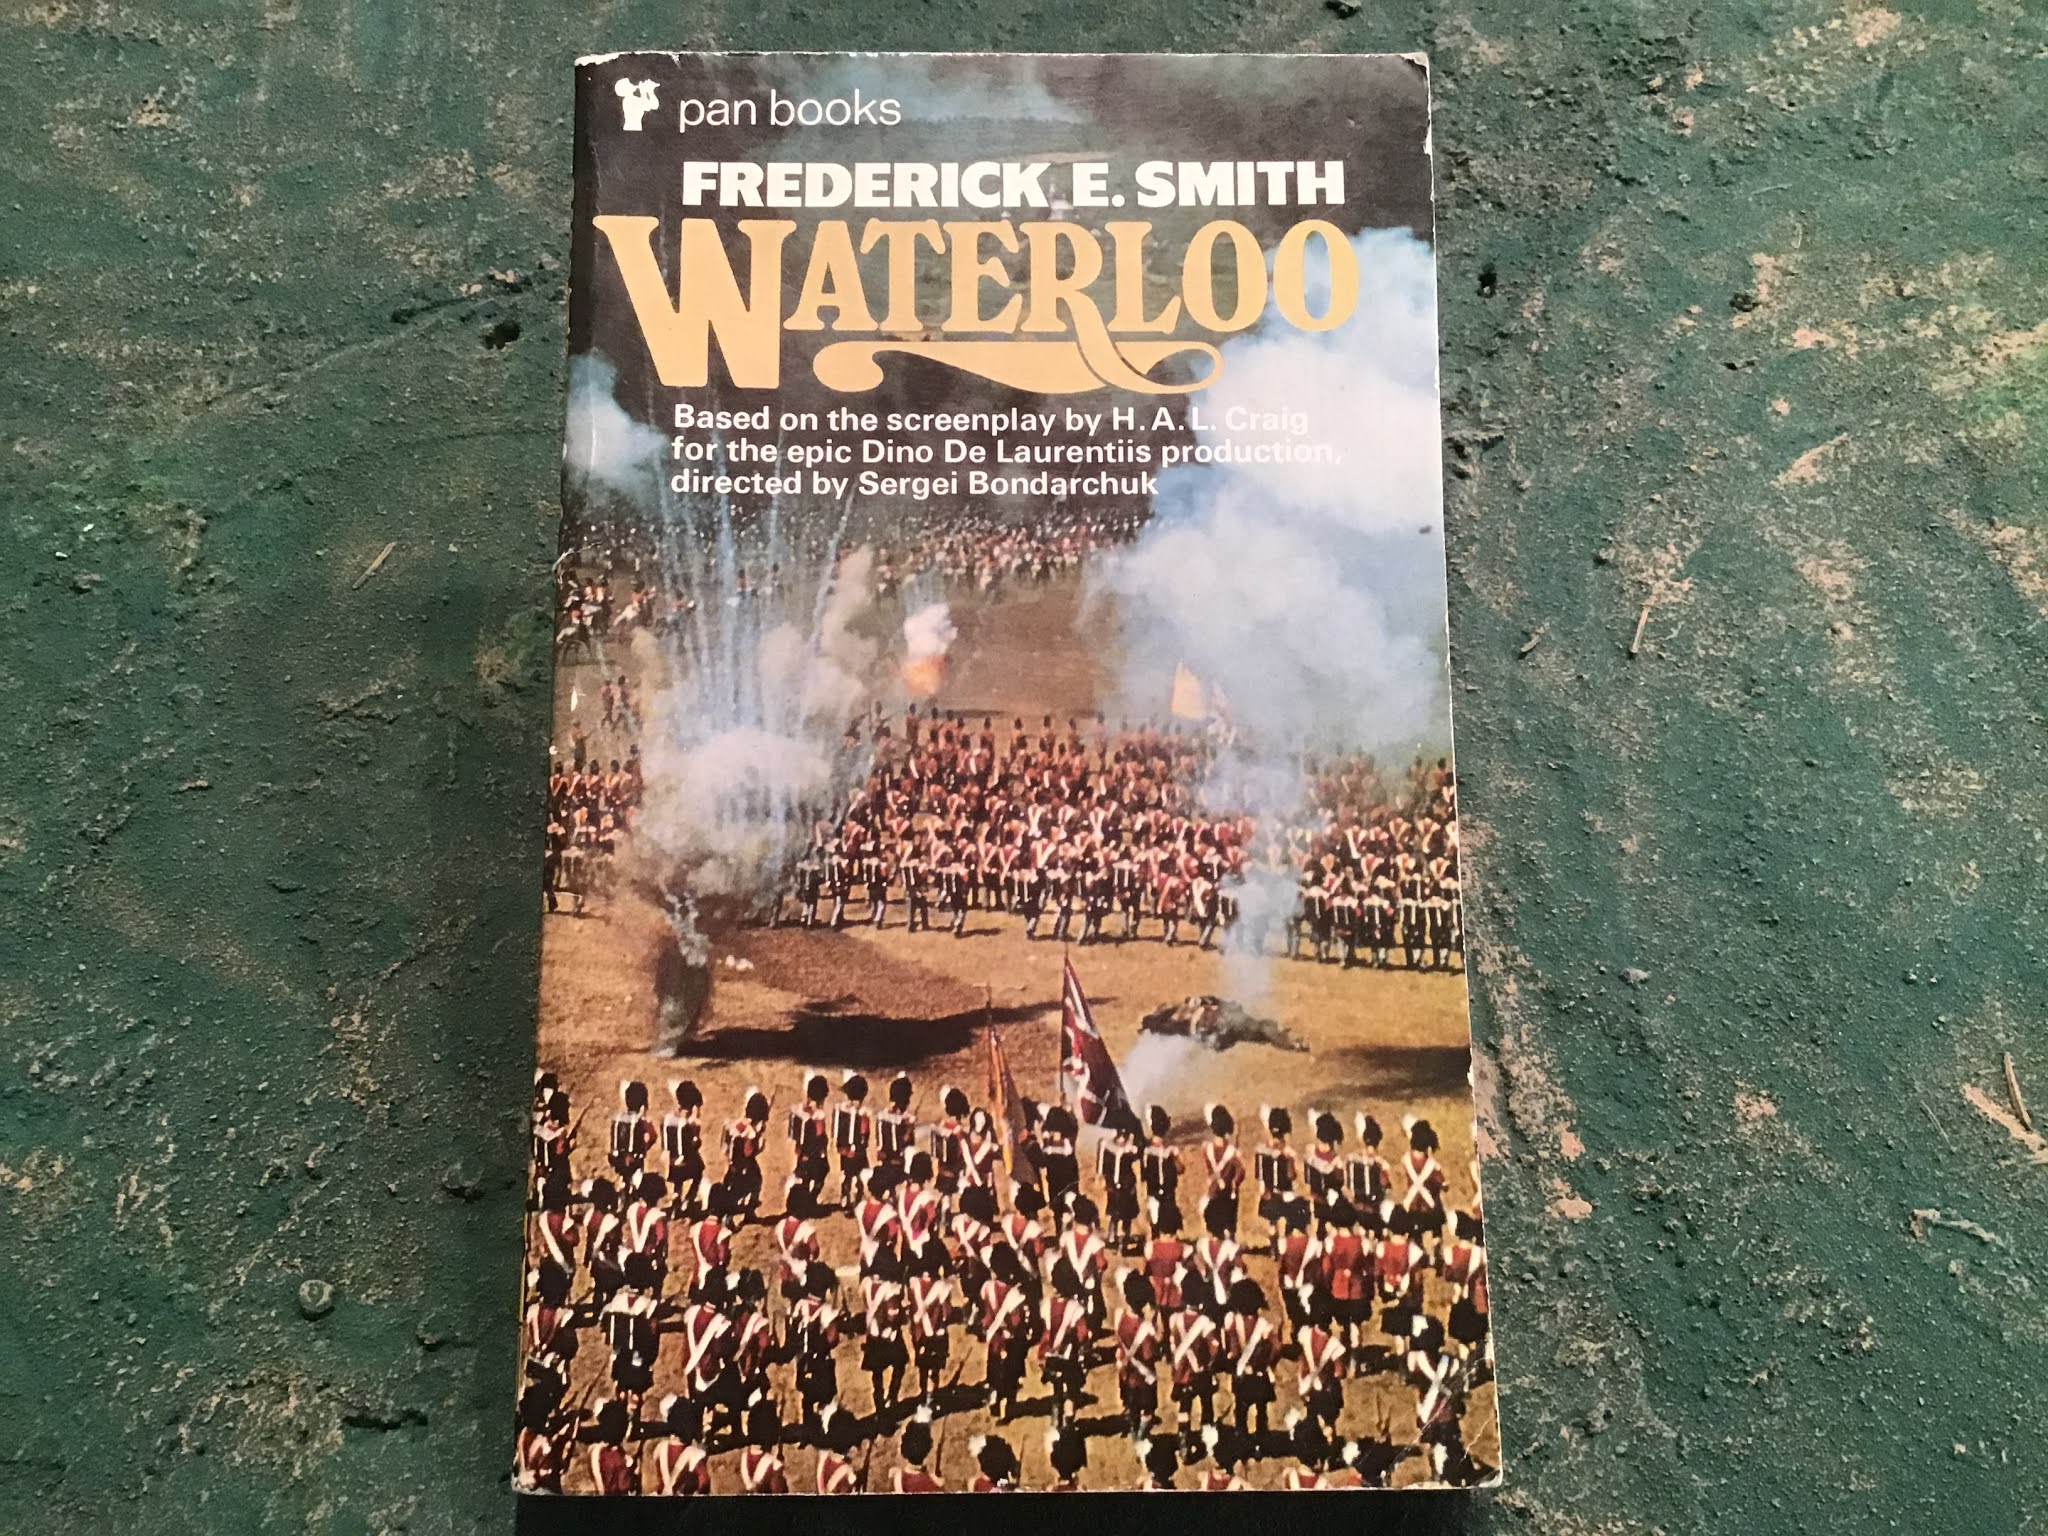 pan books
FREDERICK E. SMITH
WATERLOO
Based on the screenplay by H. A. L. Craig
for the epic Dino De Laurentiis production,
directed by Sergei Bondarchuk